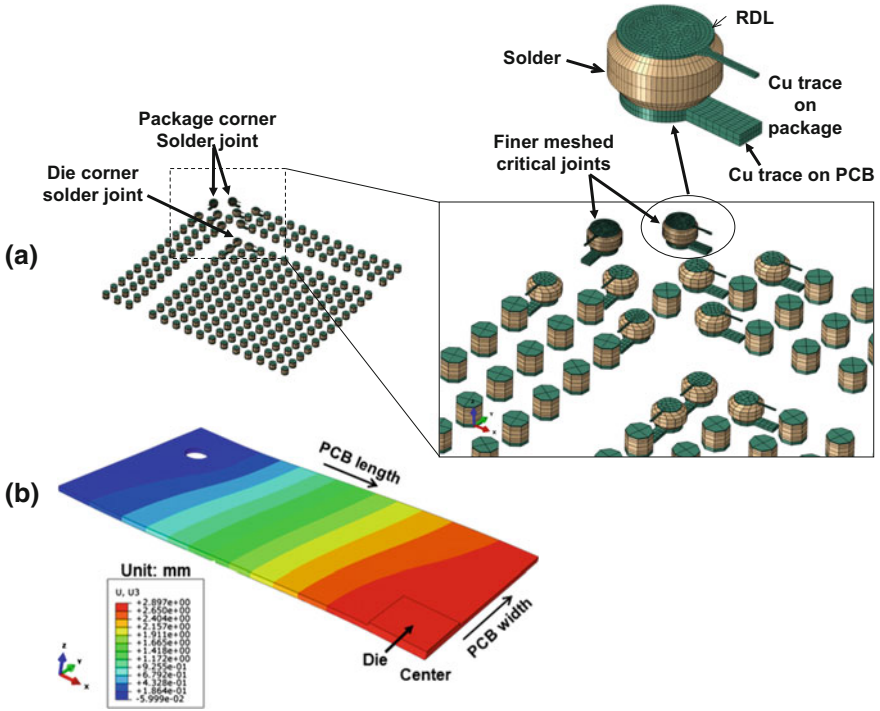 RDL
Solder
Cu trace
on
package
Package corner
Solder joint
Finer meshed
critical joints
Cu trace on PCB
Die corner
solder joint
(a)
Z
Y
X
PCB length
(b)
Unit: mm
U, U3
+2.897e+00
+2.650e+00
+2.404e+00
+2.157e+00
+1.911e+00
+1.665e+00
+1.418e+00
+1.172e+00
+9.255e-01
+6.792e-01
+4.328e-01
+1.864e-01
-5.999e-02
PCB width
Die
Center
Z
Y
X